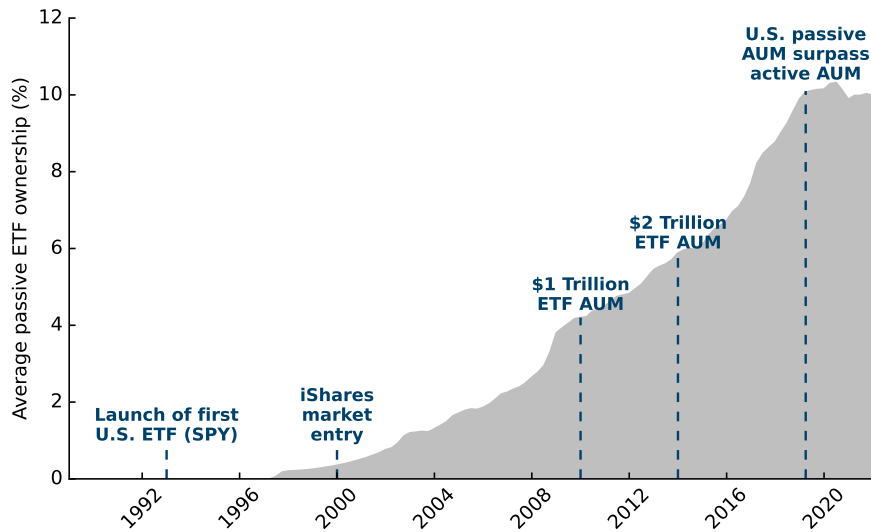 12
10
8
6
4
2
0
Average passive ETF ownership (%)
Launch of first
U.S. ETF (SPY)
iShares
market
entry
$1 Trillion
ETF AUM
$2 Trillion
ETF AUM
U.S. passive
AUM surpass
active AUM
1992
1996
2000
2004
2008
2012
2016
2020